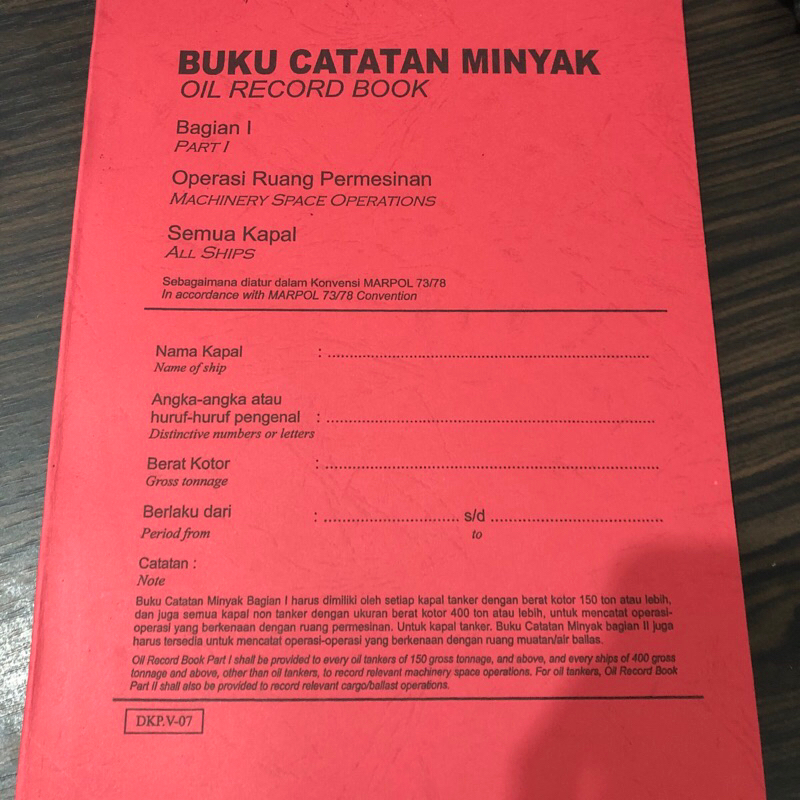 BUKU CATATAN MINYAK
OIL RECORD BOOK
Bagian I
PART I
Operasi Ruang Permesinan
MACHINERY SPACE OPERATIONS
Semua Kapal
ALL SHIPS
Sebagaimana diatur dalam Konvensi MARPOL 73/78
In accordance with MARPOL 73/78 Convention
Nama Kapal : ........................................
Name of ship
Angka-angka atau
huruf-huruf pengenal : ........................................
Distinctive numbers or letters
Berat Kotor : ........................................
Gross tonnage
Berlaku dari : .................... s/d ....................
Period from to
Catatan :
Note
Buku Catatan Minyak Bagian I harus dimiliki oleh setiap kapal tanker dengan berat kotor 150 ton atau lebih,
dan juga semua kapal non tanker dengan ukuran berat kotor 400 ton atau lebih, untuk mencatat operasi-
operasi yang berkenaan dengan ruang permesinan. Untuk kapal tanker. Buku Catatan Minyak bagian II juga
harus tersedia untuk mencatat operasi-operasi yang berkenaan dengan ruang muatan/air ballas.
Oil Record Book Part I shall be provided to every oil tankers of 150 gross tonnage, and above, and every ships of 400 gross
tonnage and above, other than oil tankers, to record relevant machinery space operations. For oil tankers, Oil Record Book
Part II shall also be provided to record relevant cargo/ballast operations.
DKP.V-07